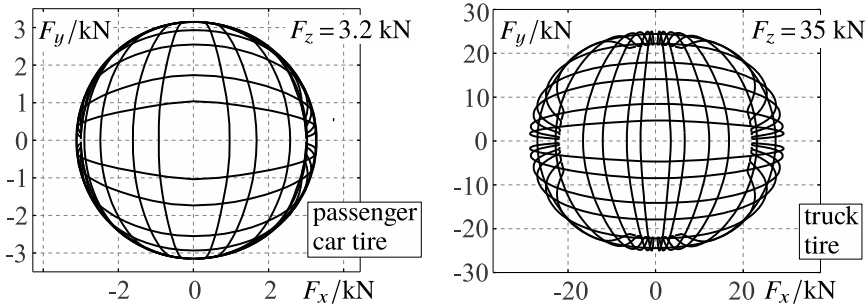 3
2
1
0
-1
-2
-3
F_y/kN
F_z = 3.2 kN
passenger
car tire
-2
0
2
F_x/kN
30
20
10
0
-10
-20
-30
F_y/kN
F_z = 35 kN
truck
tire
-20
0
20
F_x/kN